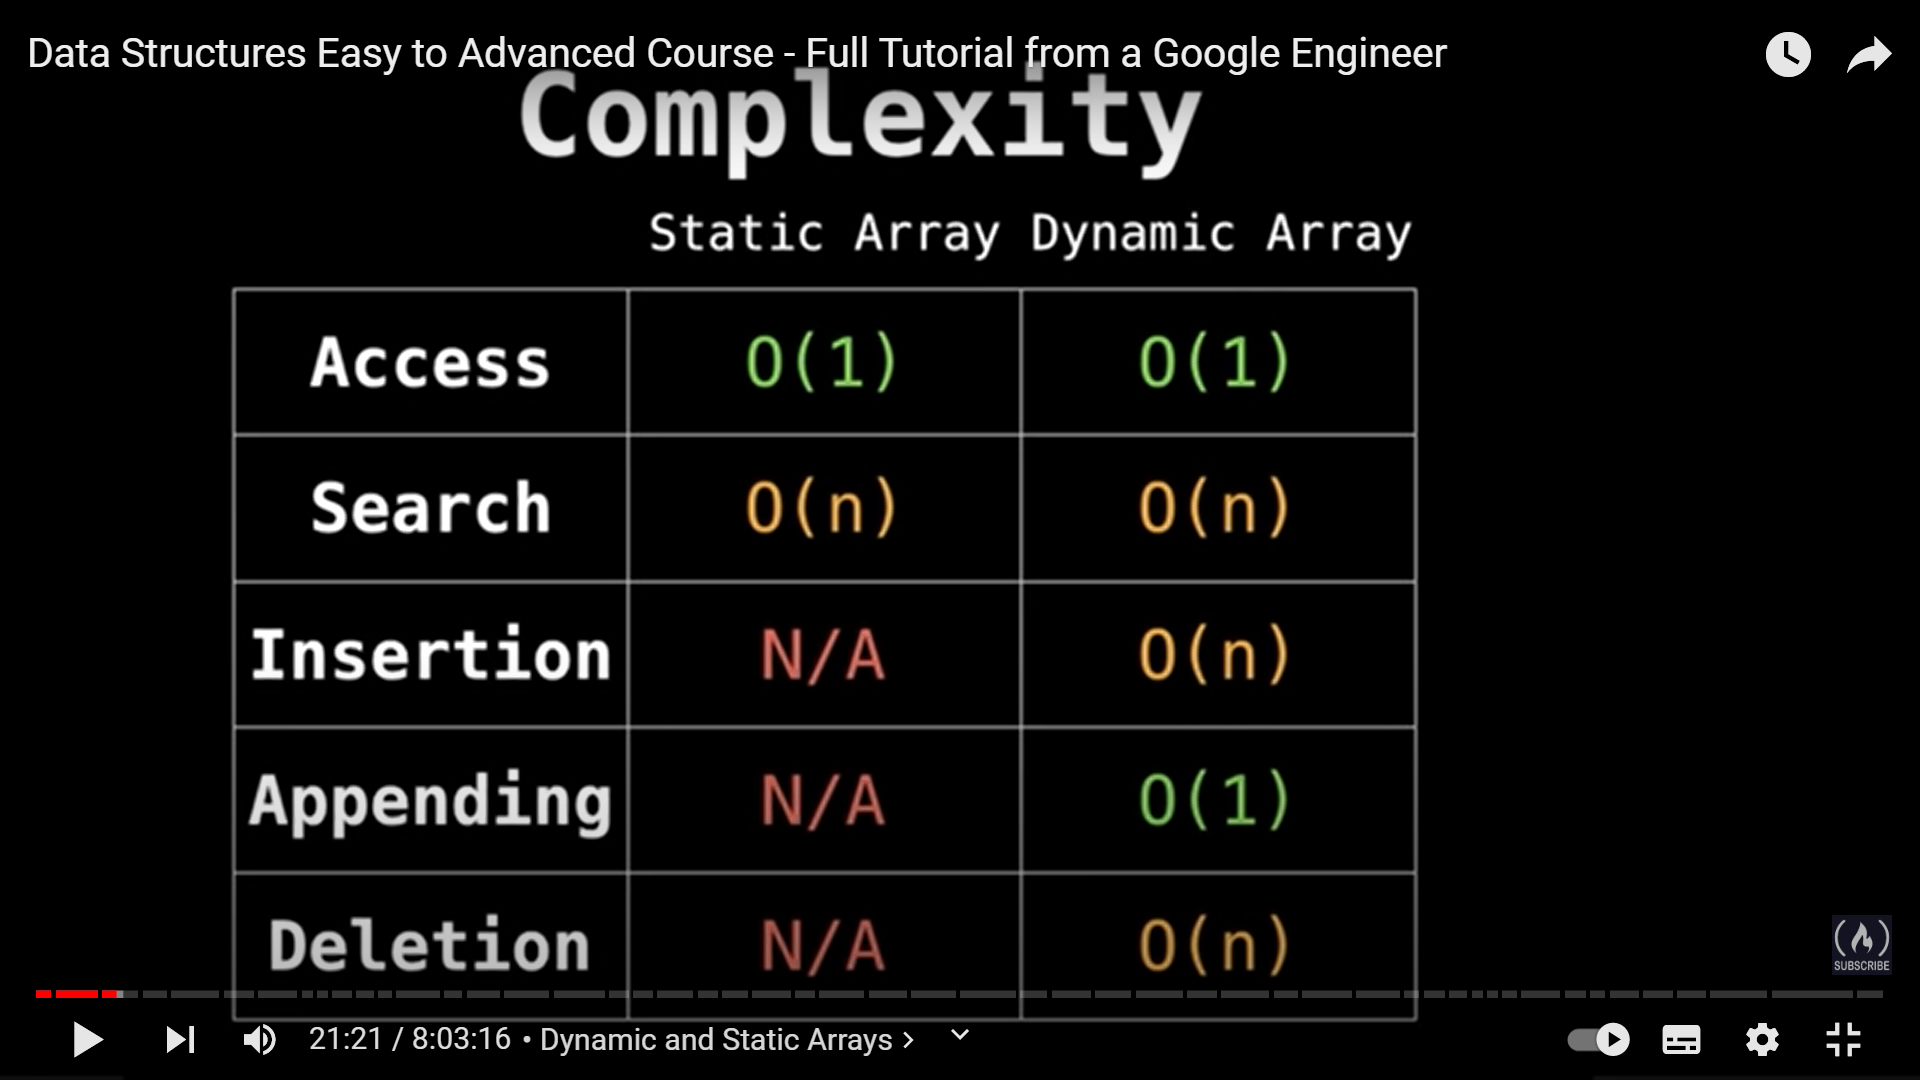 Data Structures Easy to Advanced Course - Full Tutorial from a Google Engineer
Complexity
Static Array Dynamic Array
Access O(1) O(1)
Search O(n) O(n)
Insertion N/A O(n)
Appending N/A O(1)
Deletion N/A O(n)
SUBSCRIBE
21:21 / 8:03:16 • Dynamic and Static Arrays >